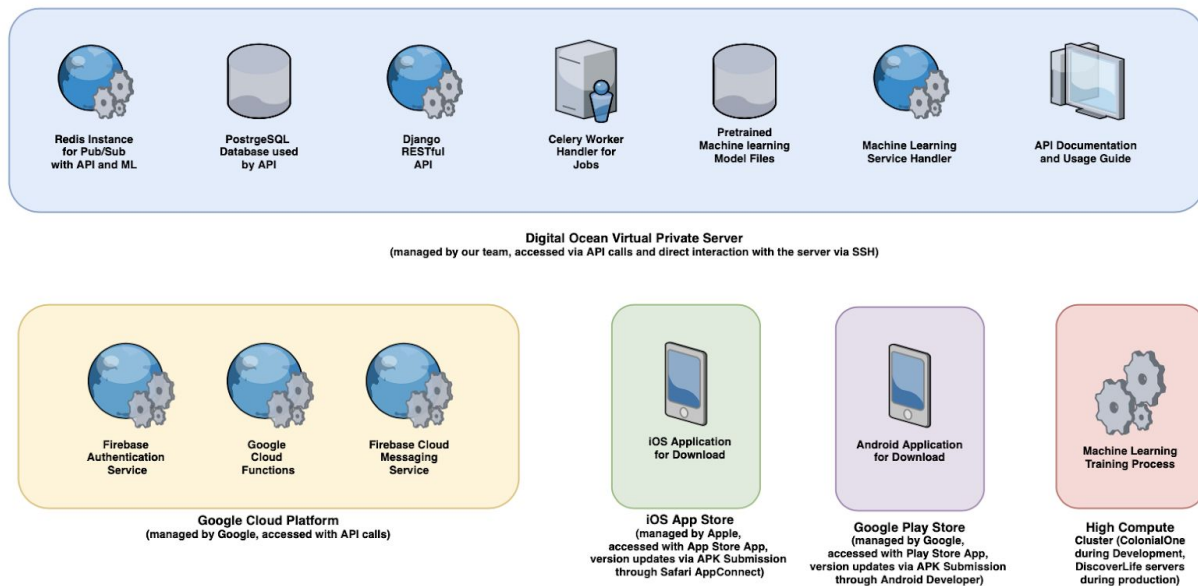 Redis Instance
for Pub/Sub
with API and ML
PostrgeSQL
Database used
by API
Django
RESTful
API
Celery Worker
Handler for
Jobs
Pretrained
Machine learning
Model Files
Machine Learning
Service Handler
API Documentation
and Usage Guide
Digital Ocean Virtual Private Server
(managed by our team, accessed via API calls and direct interaction with the server via SSH)
Firebase
Authentication
Service
Google
Cloud
Functions
Firebase Cloud
Messaging
Service
Google Cloud Platform
(managed by Google, accessed with API calls)
iOS Application
for Download
iOS App Store
(managed by Apple,
accessed with App Store App,
version updates via APK Submission
through Safari AppConnect)
Android Application
for Download
Google Play Store
(managed by Google,
accessed with Play Store App,
version updates via APK Submission
through Android Developer)
Machine Learning
Training Process
High Compute
Cluster (ColonialOne
during Development,
DiscoverLife servers
during production)